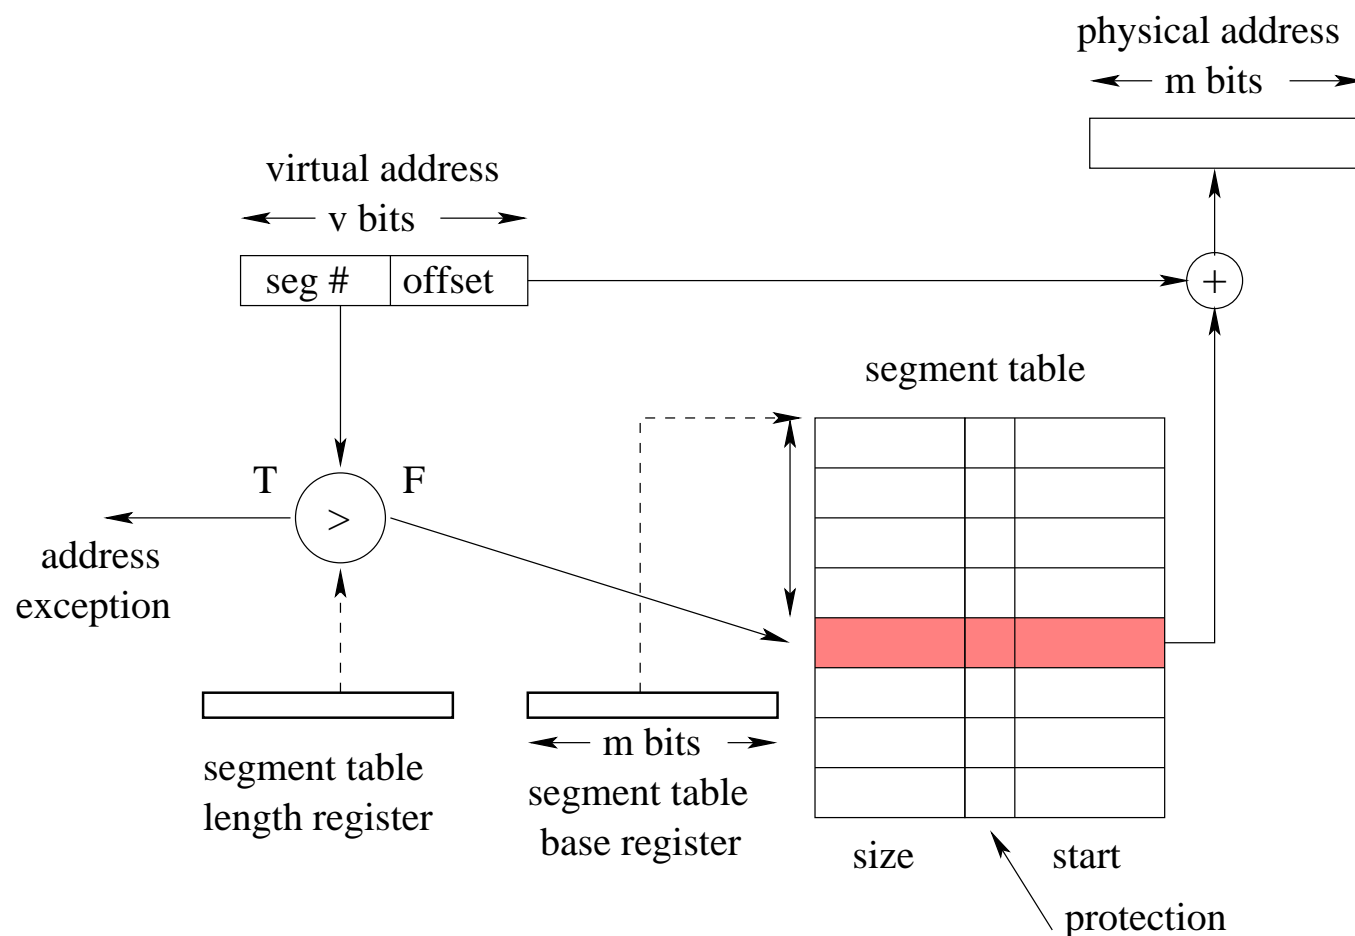 physical address
m bits
virtual address
v bits
seg # offset
+
segment table
T F
>
address
exception
m bits
segment table
length register
segment table
base register
size start
protection